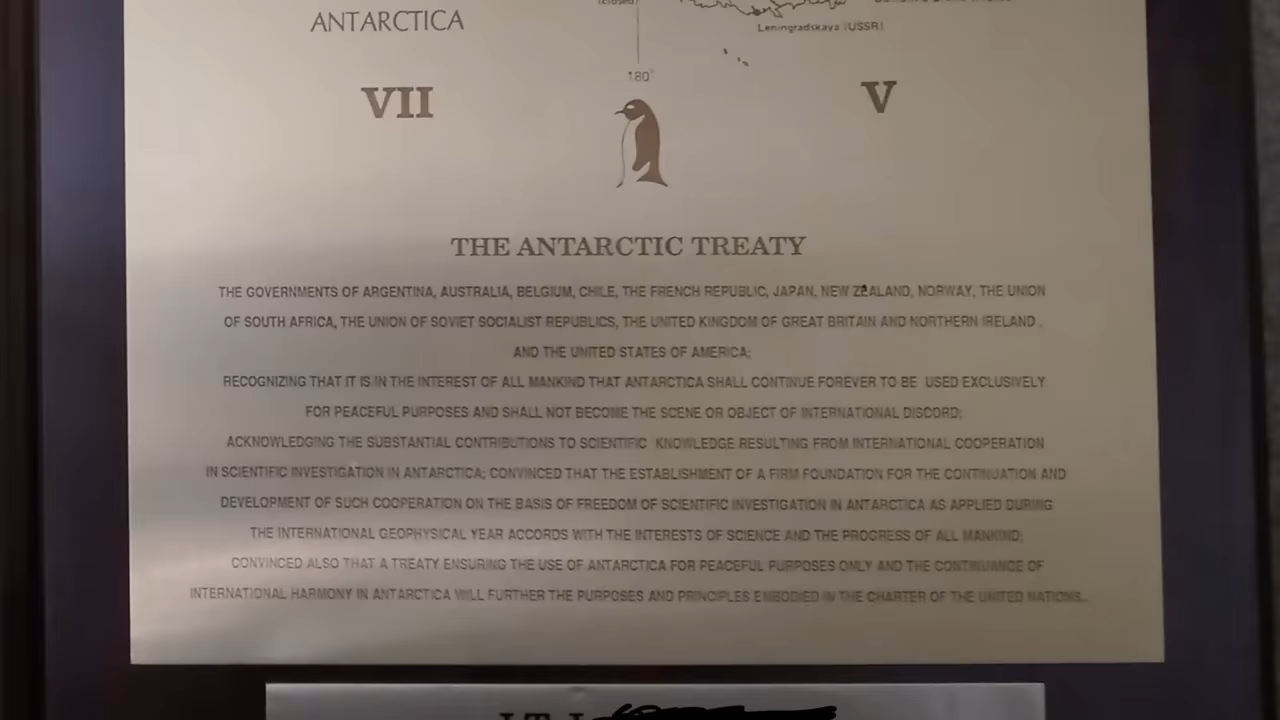 (closed)
ANTARCTICA
Leningradskaya (USSR)
180°
VII
V
THE ANTARCTIC TREATY
THE GOVERNMENTS OF ARGENTINA, AUSTRALIA, BELGIUM, CHILE, THE FRENCH REPUBLIC, JAPAN, NEW ZEALAND, NORWAY, THE UNION
OF SOUTH AFRICA, THE UNION OF SOVIET SOCIALIST REPUBLICS, THE UNITED KINGDOM OF GREAT BRITAIN AND NORTHERN IRELAND .
AND THE UNITED STATES OF AMERICA;
RECOGNIZING THAT IT IS IN THE INTEREST OF ALL MANKIND THAT ANTARCTICA SHALL CONTINUE FOREVER TO BE USED EXCLUSIVELY
FOR PEACEFUL PURPOSES AND SHALL NOT BECOME THE SCENE OR OBJECT OF INTERNATIONAL DISCORD;
ACKNOWLEDGING THE SUBSTANTIAL CONTRIBUTIONS TO SCIENTIFIC KNOWLEDGE RESULTING FROM INTERNATIONAL COOPERATION
IN SCIENTIFIC INVESTIGATION IN ANTARCTICA; CONVINCED THAT THE ESTABLISHMENT OF A FIRM FOUNDATION FOR THE CONTINUATION AND
DEVELOPMENT OF SUCH COOPERATION ON THE BASIS OF FREEDOM OF SCIENTIFIC INVESTIGATION IN ANTARCTICA AS APPLIED DURING
THE INTERNATIONAL GEOPHYSICAL YEAR ACCORDS WITH THE INTERESTS OF SCIENCE AND THE PROGRESS OF ALL MANKIND;
CONVINCED ALSO THAT A TREATY ENSURING THE USE OF ANTARCTICA FOR PEACEFUL PURPOSES ONLY AND THE CONTINUANCE OF
INTERNATIONAL HARMONY IN ANTARCTICA WILL FURTHER THE PURPOSES AND PRINCIPLES EMBODIED IN THE CHARTER OF THE UNITED NATIONS..